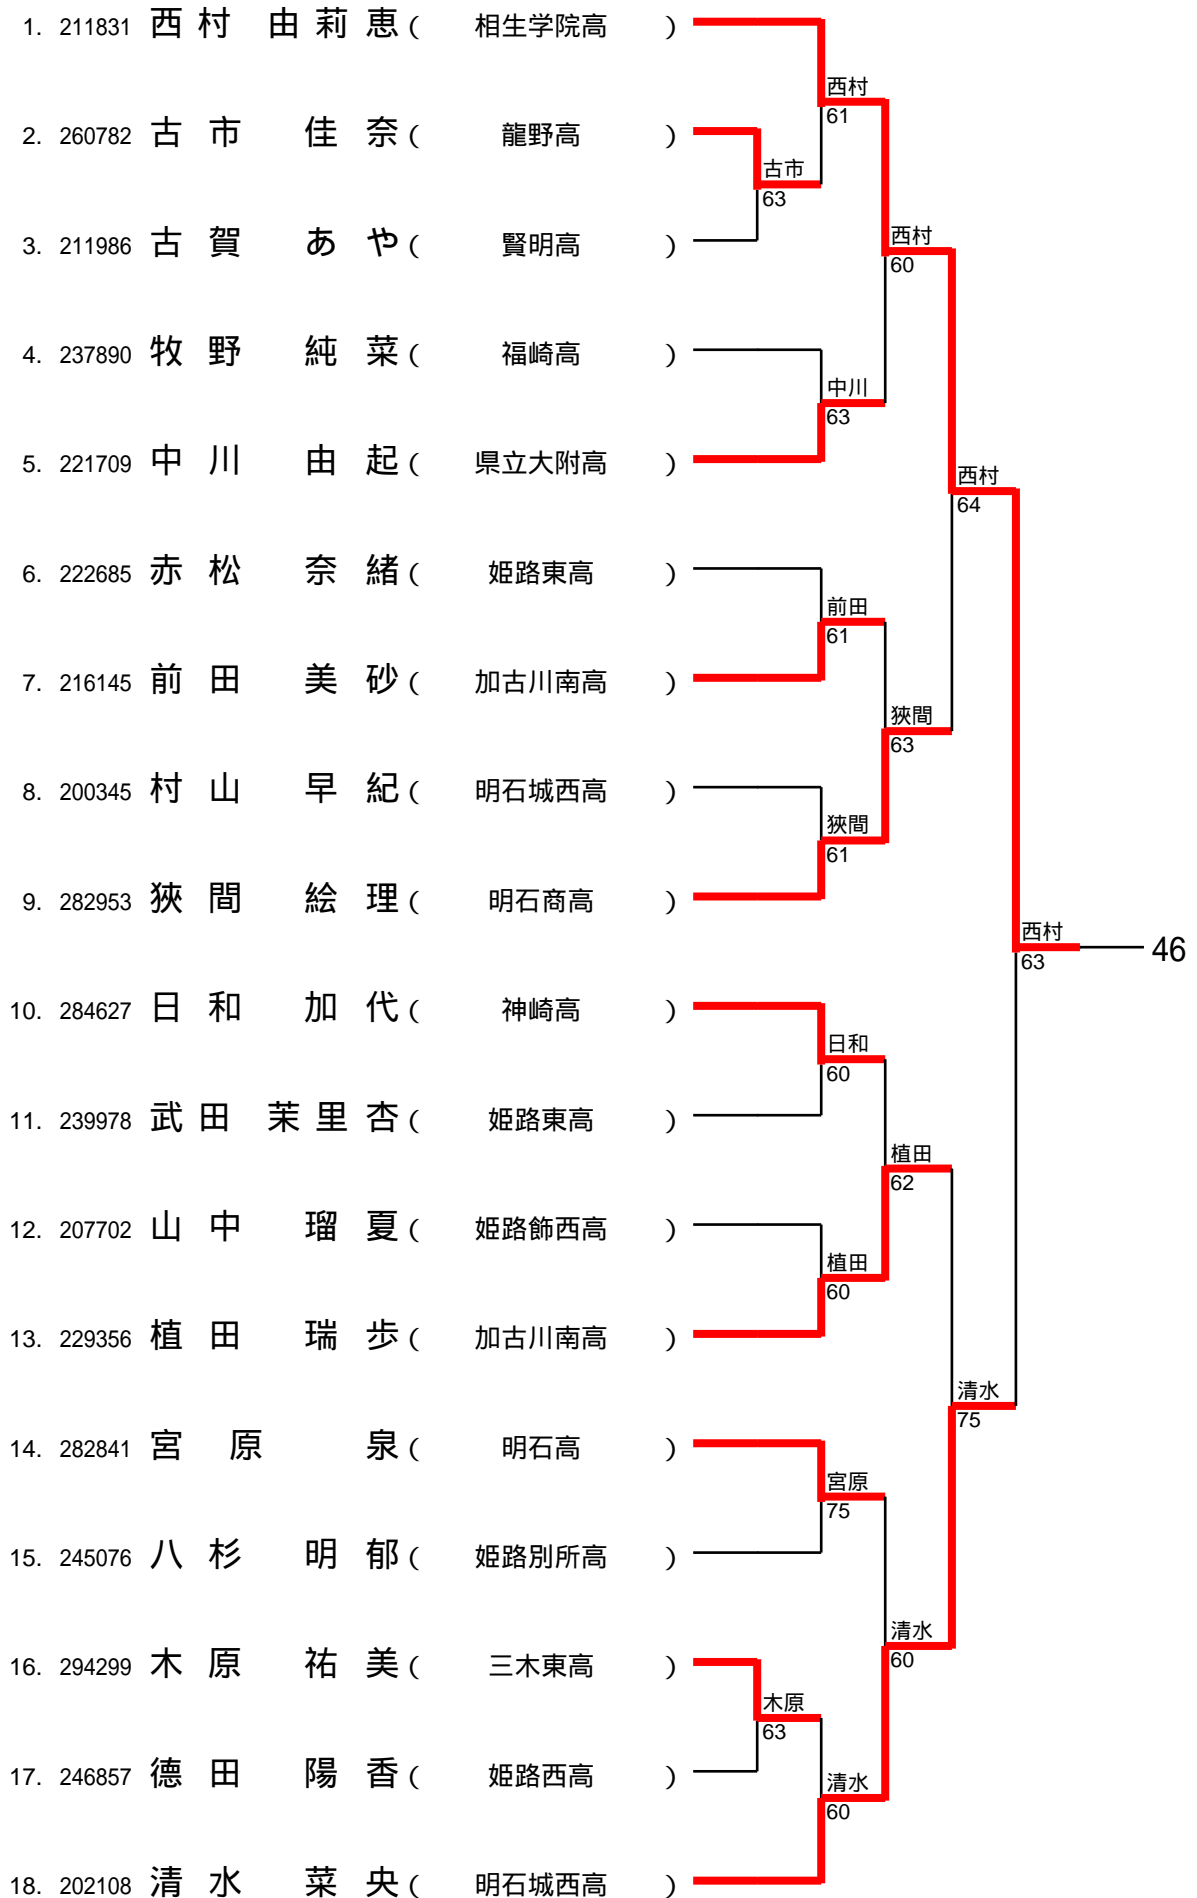 1. 211831 西村 由莉恵 ( 相生学院高 )
西村
61
2. 260782 古市 佳奈 ( 龍野高 )
古市
63
3. 211986 古賀 あや ( 賢明高 )
西村
60
4. 237890 牧野 純菜 ( 福崎高 )
中川
63
5. 221709 中川 由起 ( 県立大附高 )
西村
64
6. 222685 赤松 奈緒 ( 姫路東高 )
前田
61
7. 216145 前田 美砂 ( 加古川南高 )
狹間
63
8. 200345 村山 早紀 ( 明石城西高 )
狹間
61
9. 282953 狹間 絵理 ( 明石商高 )
西村
63
46
10. 284627 日和 加代 ( 神崎高 )
日和
60
11. 239978 武田 茉里杏 ( 姫路東高 )
植田
62
12. 207702 山中 瑠夏 ( 姫路飾西高 )
植田
60
13. 229356 植田 瑞歩 ( 加古川南高 )
清水
75
14. 282841 宮原 泉 ( 明石高 )
宮原
75
15. 245076 八杉 明郁 ( 姫路別所高 )
清水
60
16. 294299 木原 祐美 ( 三木東高 )
木原
63
17. 246857 德田 陽香 ( 姫路西高 )
清水
60
18. 202108 清水 菜央 ( 明石城西高 )